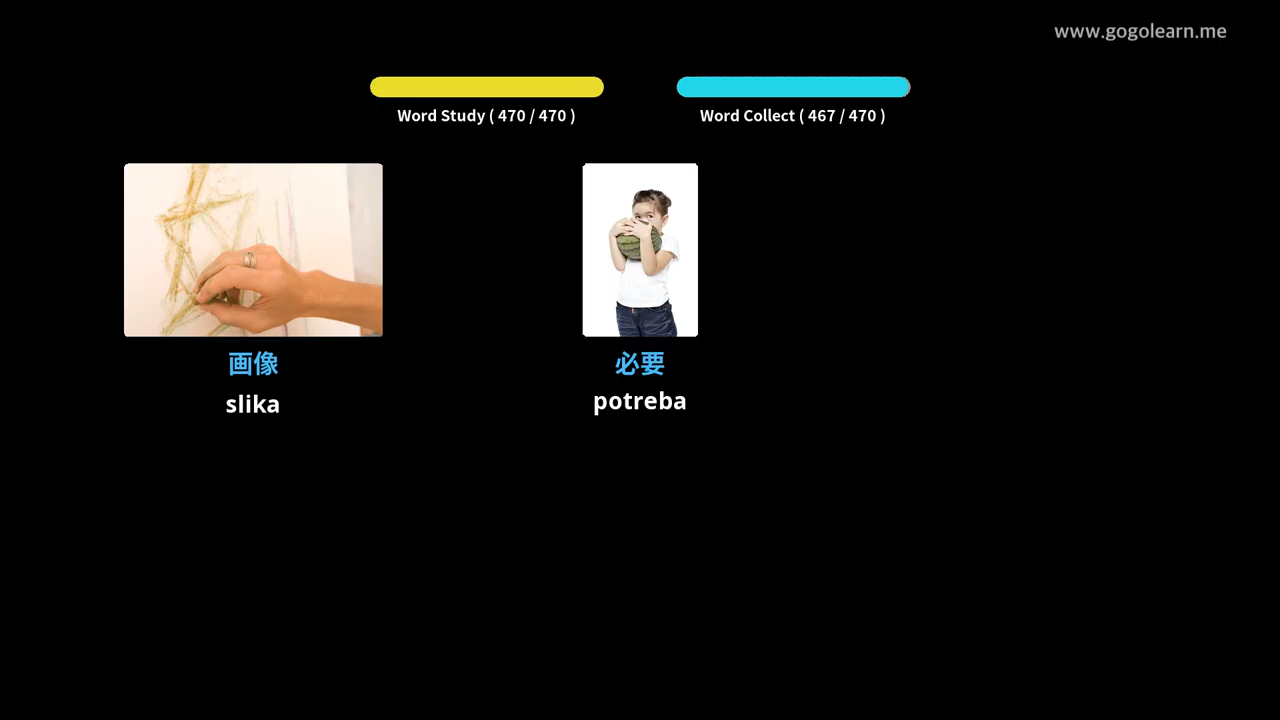 www.gogolearn.me
Word Study ( 470 / 470 )
Word Collect ( 467 / 470 )
画像
slika
必要
potreba